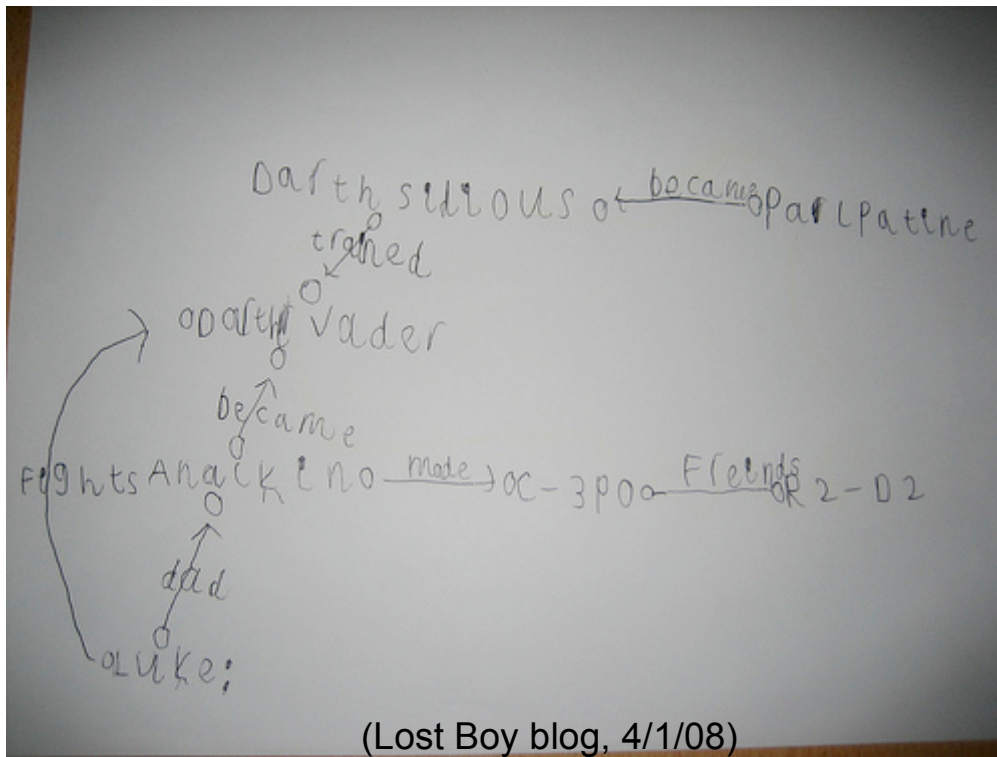 Darth sidious became Parlpatine
traned
Darth vader
became
Fights Anaikin made C-3PO Freinds R2-D2
dad
Luke:
(Lost Boy blog, 4/1/08)